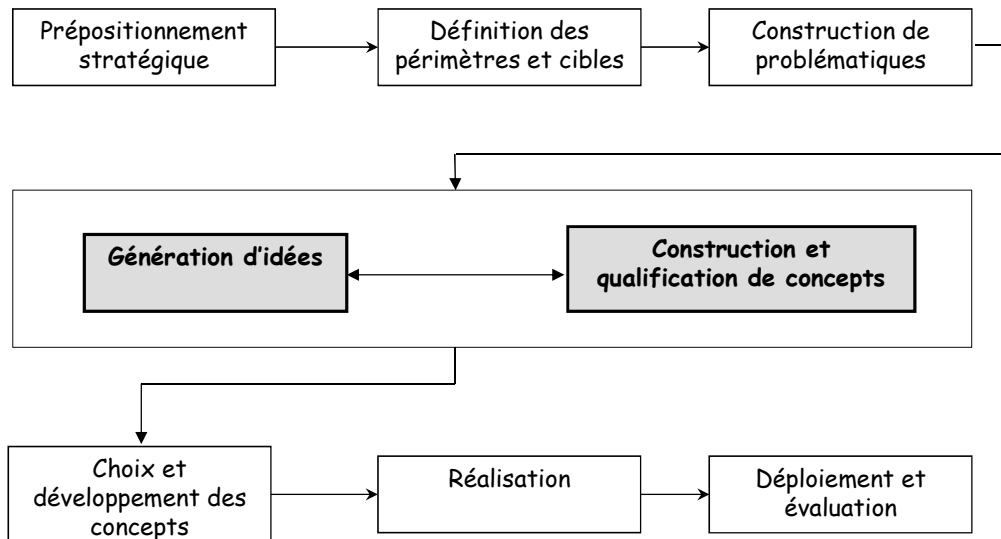 Prépositionnement
stratégique
Définition des
périmètres et cibles
Construction de
problématiques
Génération d'idées
Construction et
qualification de concepts
Choix et
développement des
concepts
Réalisation
Déploiement et
évaluation